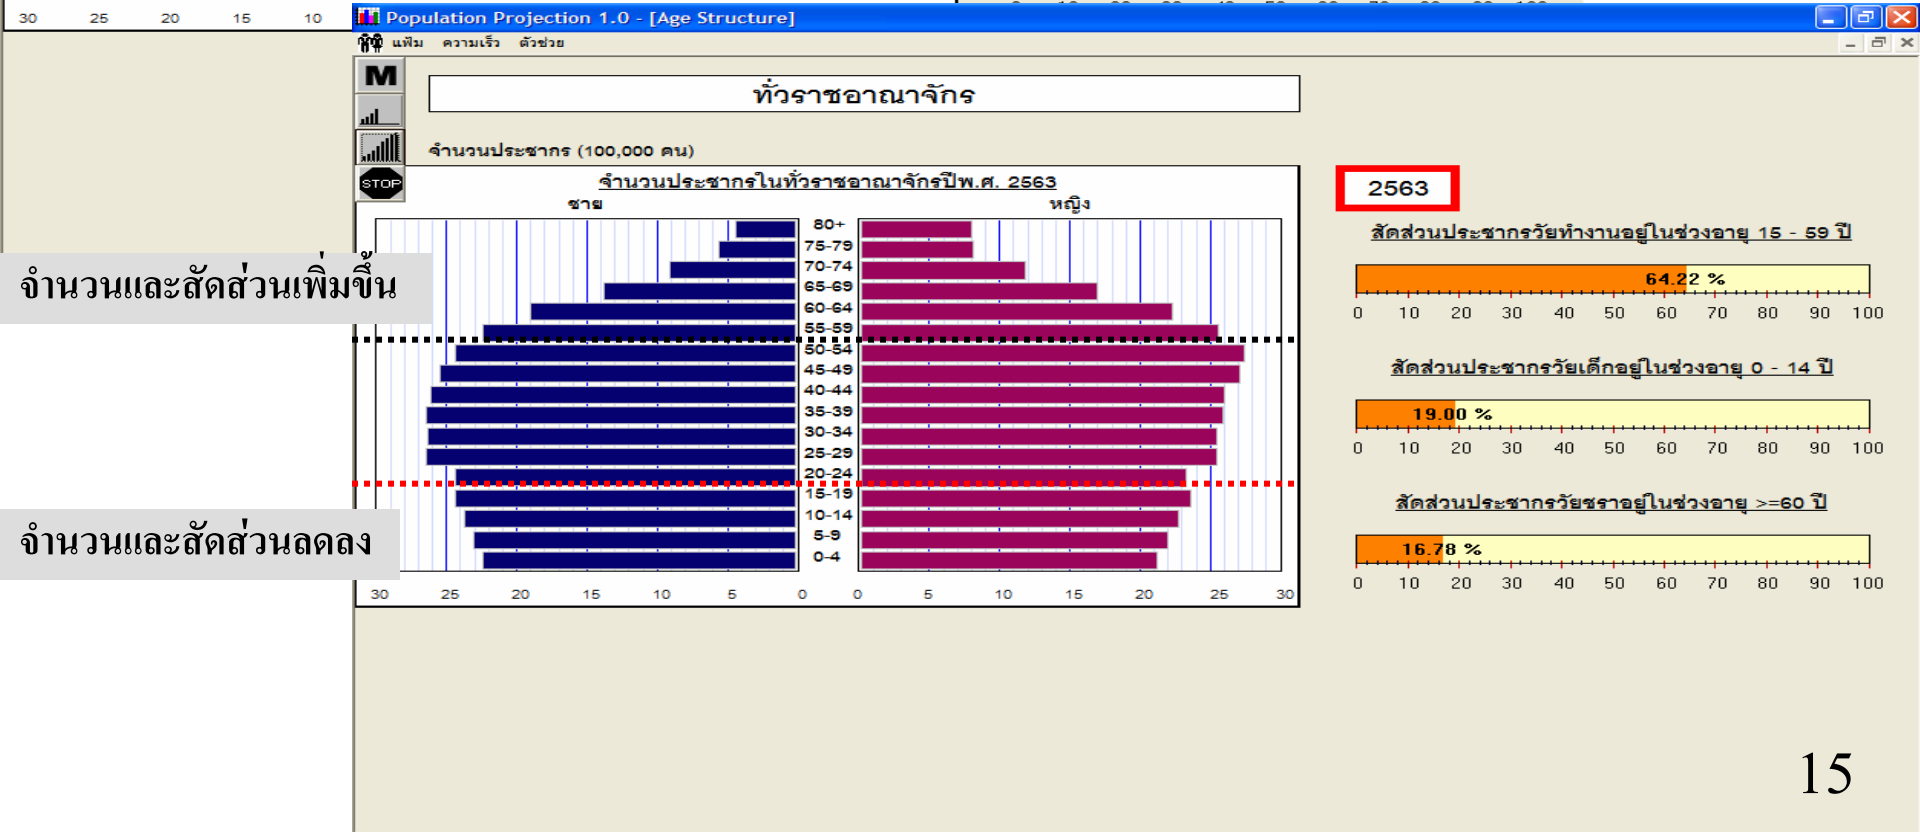 30 25 20 15 10
Population Projection 1.0 - [Age Structure]
แฟ้ม ความเร็ว ตัวช่วย
M
STOP
ทั่วราชอาณาจักร
จำนวนประชากร (100,000 คน)
จำนวนประชากรในทั่วราชอาณาจักรปีพ.ศ. 2563
ชาย หญิง
80+
75-79
70-74
65-69
60-64
55-59
50-54
45-49
40-44
35-39
30-34
25-29
20-24
15-19
10-14
5-9
0-4
30 25 20 15 10 5 0 0 5 10 15 20 25 30
จำนวนและสัดส่วนเพิ่มขึ้น
จำนวนและสัดส่วนลดลง
2563
สัดส่วนประชากรวัยทำงานอยู่ในช่วงอายุ 15 - 59 ปี
64.22 %
0 10 20 30 40 50 60 70 80 90 100
สัดส่วนประชากรวัยเด็กอยู่ในช่วงอายุ 0 - 14 ปี
19.00 %
0 10 20 30 40 50 60 70 80 90 100
สัดส่วนประชากรวัยชราอยู่ในช่วงอายุ >=60 ปี
16.78 %
0 10 20 30 40 50 60 70 80 90 100
15